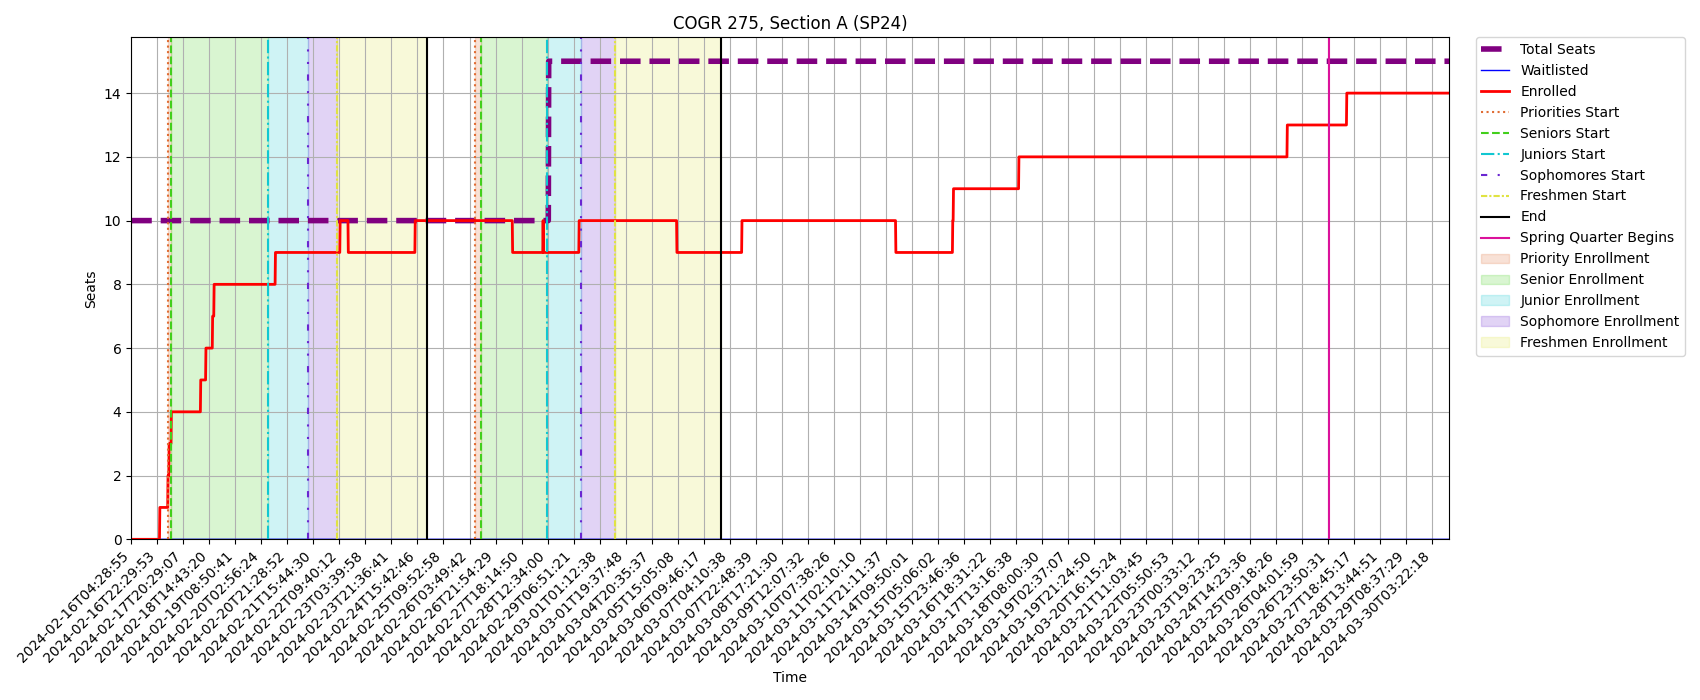 COGR 275, Section A (SP24)
Seats
14
12
10
8
6
4
2
0
2024-02-16T04:28:55
2024-02-16T22:29:53
2024-02-17T20:29:07
2024-02-18T14:43:20
2024-02-19T08:50:41
2024-02-20T02:56:24
2024-02-20T21:28:52
2024-02-21T15:44:30
2024-02-22T09:40:12
2024-02-23T03:39:58
2024-02-23T21:36:41
2024-02-24T15:42:46
2024-02-25T09:52:58
2024-02-26T03:49:42
2024-02-26T21:54:29
2024-02-27T18:14:50
2024-02-28T12:34:00
2024-02-29T06:51:21
2024-03-01T01:12:38
2024-03-01T19:37:48
2024-03-04T20:35:37
2024-03-05T15:05:08
2024-03-06T09:46:17
2024-03-07T04:10:38
2024-03-07T22:48:39
2024-03-08T17:21:30
2024-03-09T12:07:32
2024-03-10T07:38:26
2024-03-11T02:10:10
2024-03-11T21:11:37
2024-03-14T09:50:01
2024-03-15T05:06:02
2024-03-15T23:46:36
2024-03-16T18:31:22
2024-03-17T13:16:38
2024-03-18T08:00:30
2024-03-19T02:37:07
2024-03-19T21:24:50
2024-03-20T16:15:24
2024-03-21T11:03:45
2024-03-22T05:50:53
2024-03-23T00:33:12
2024-03-23T19:23:25
2024-03-24T14:23:36
2024-03-25T09:18:26
2024-03-26T04:01:59
2024-03-26T23:50:31
2024-03-27T18:45:17
2024-03-28T13:44:51
2024-03-29T08:37:29
2024-03-30T03:22:18
Time
Total Seats
Waitlisted
Enrolled
Priorities Start
Seniors Start
Juniors Start
Sophomores Start
Freshmen Start
End
Spring Quarter Begins
Priority Enrollment
Senior Enrollment
Junior Enrollment
Sophomore Enrollment
Freshmen Enrollment